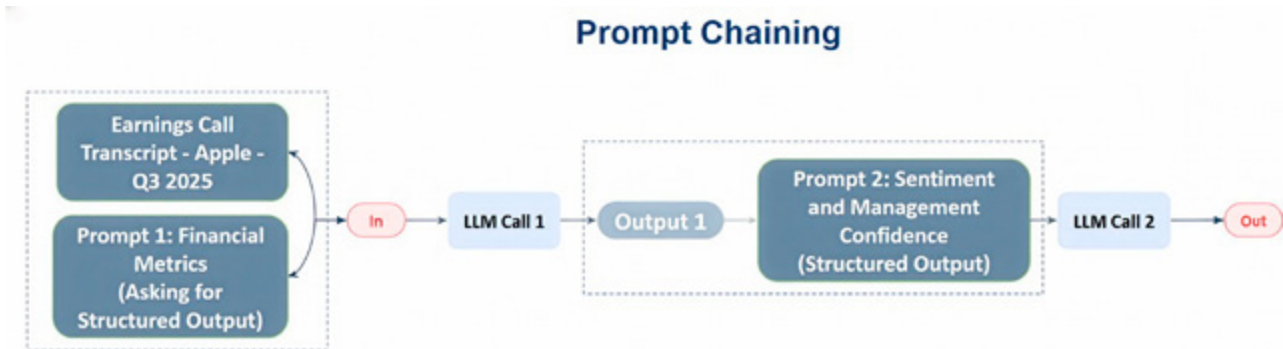 Prompt Chaining
Earnings Call
Transcript - Apple -
Q3 2025
Prompt 1: Financial
Metrics
(Asking for
Structured Output)
In
LLM Call 1
Output 1
Prompt 2: Sentiment
and Management
Confidence
(Structured Output)
LLM Call 2
Out